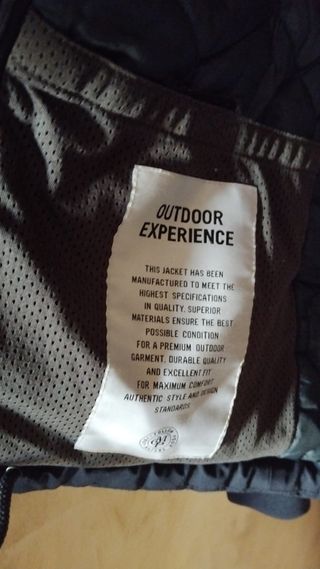 OUTDOOR
EXPERIENCE
THIS JACKET HAS BEEN
MANUFACTURED TO MEET THE
HIGHEST SPECIFICATIONS
IN QUALITY. SUPERIOR
MATERIALS ENSURE THE BEST
POSSIBLE CONDITION
FOR A PREMIUM OUTDOOR
GARMENT. DURABLE QUALITY
AND EXCELLENT FIT
FOR MAXIMUM COMFORT
AUTHENTIC STYLE AND DESIGN
STANDARDS.